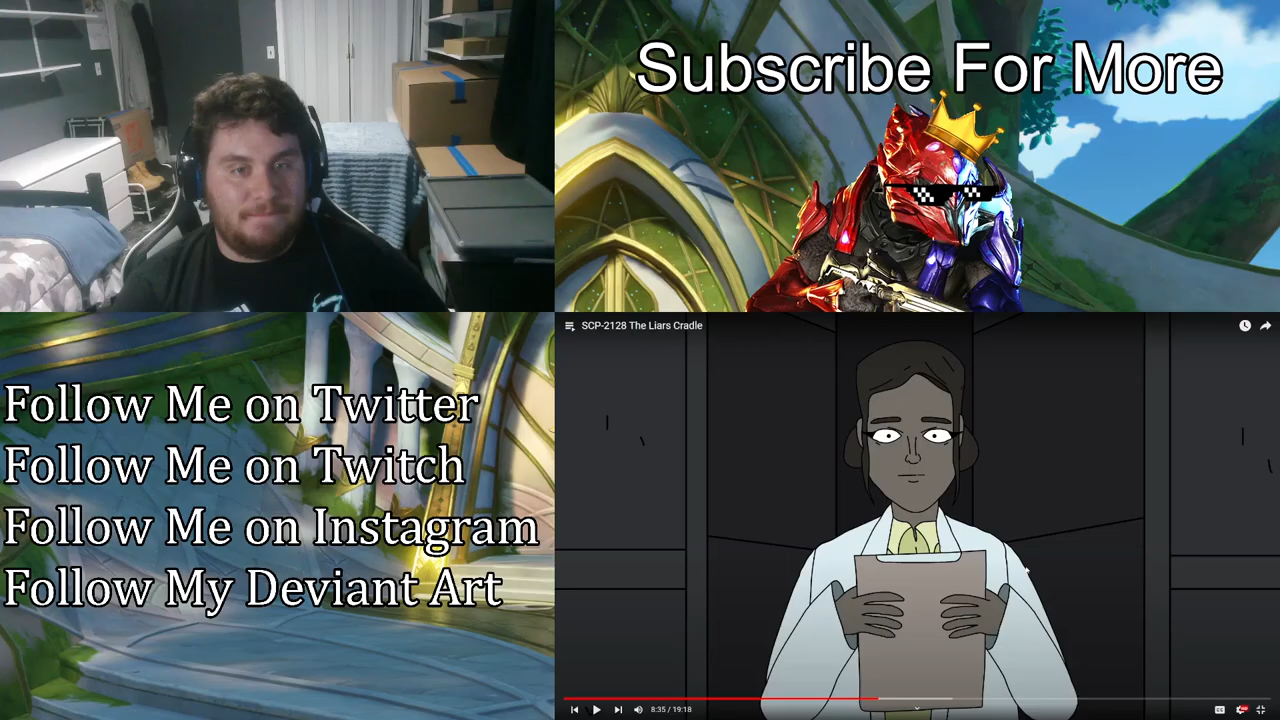 Subscribe For More
Follow Me on Twitter
Follow Me on Twitch
Follow Me on Instagram
Follow My Deviant Art
SCP-2128 The Liars Cradle
8:35 / 19:18